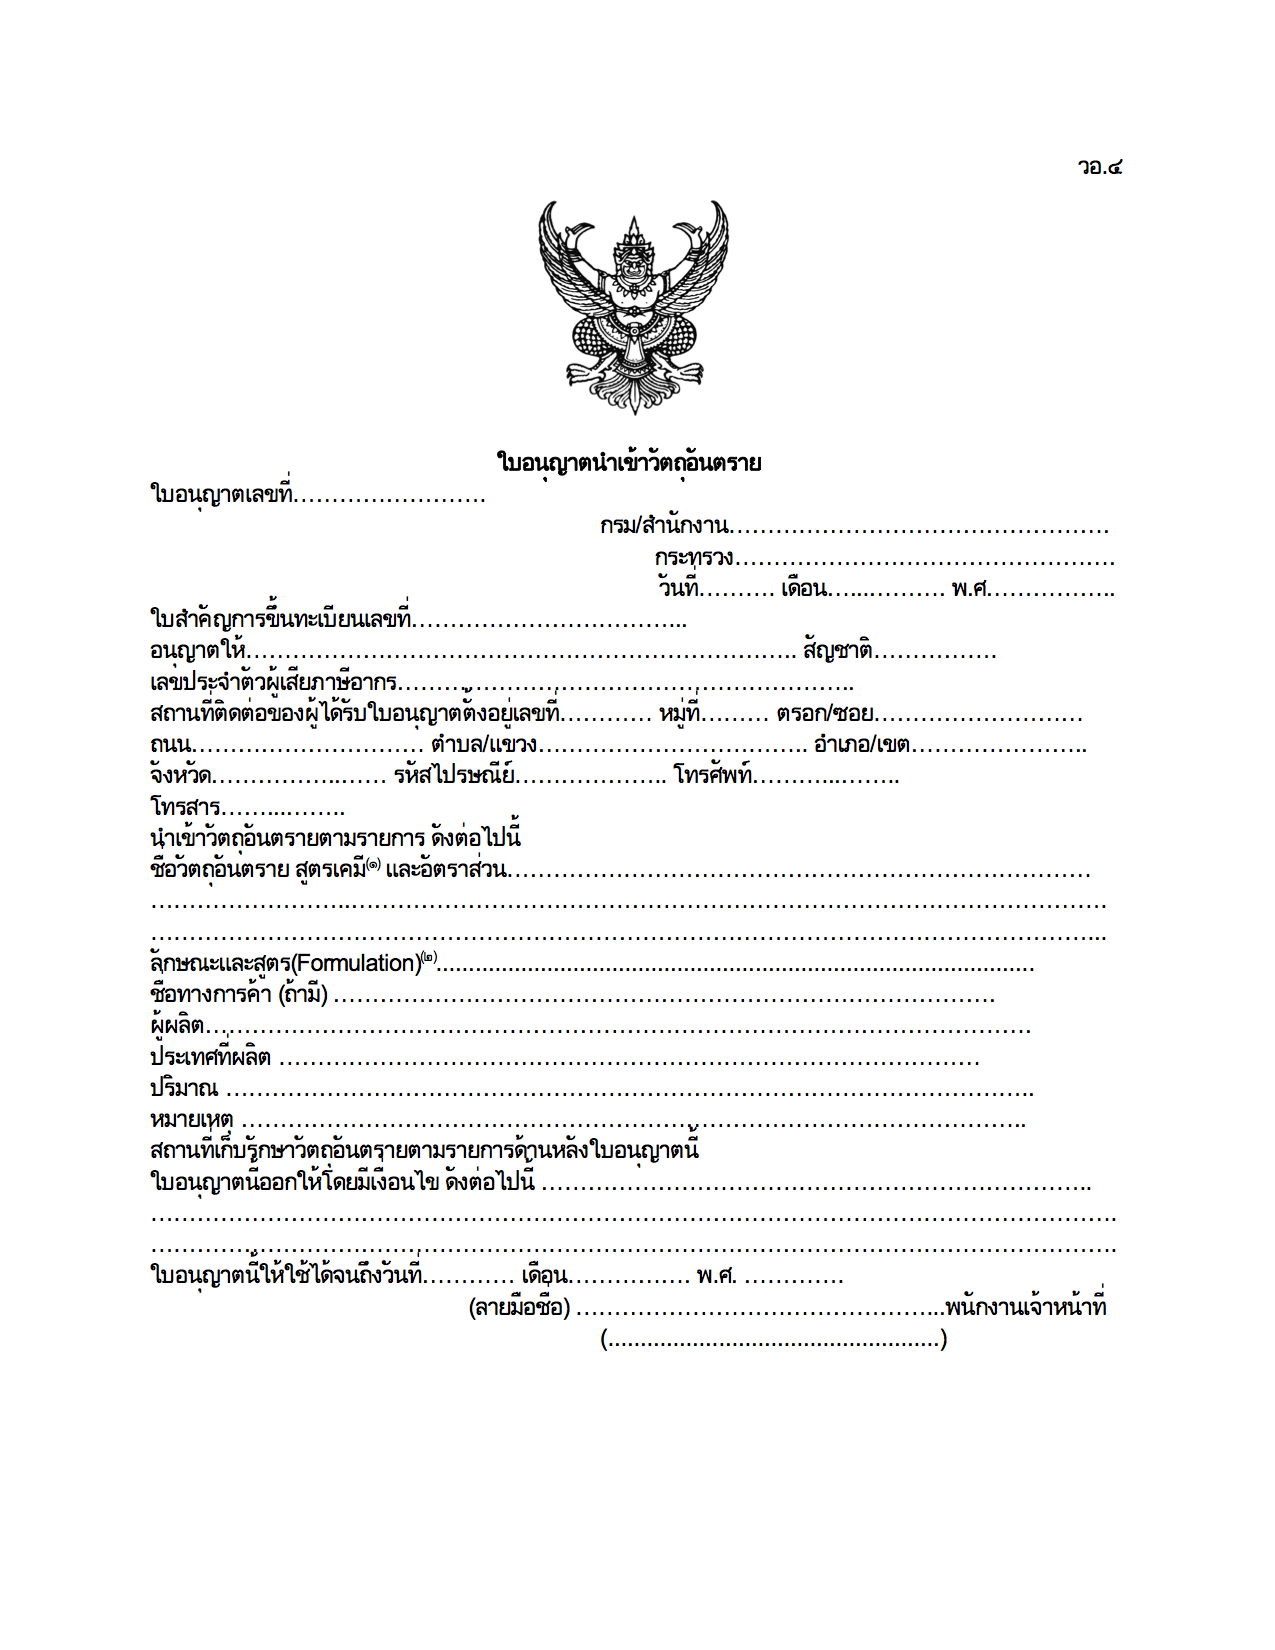 วอ.๔
ใบอนุญาตนำเข้าวัตถุอันตราย
ใบอนุญาตเลขที่.........................
กรม/สำนักงาน.................................................
กระทรวง.................................................
วันที่.......... เดือน............... พ.ศ.................
ใบสำคัญการขึ้นทะเบียนเลขที่...................................
อนุญาตให้....................................................................... สัญชาติ................
เลขประจำตัวผู้เสียภาษีอากร...........................................................
สถานที่ติดต่อของผู้ได้รับใบอนุญาตตั้งอยู่เลขที่............ หมู่ที่......... ตรอก/ซอย...........................
ถนน.............................. ตำบล/แขวง................................... อำเภอ/เขต.......................
จังหวัด....................... รหัสไปรษณีย์.................... โทรศัพท์...................
โทรสาร................
นำเข้าวัตถุอันตรายตามรายการ ดังต่อไปนี้
ชื่อวัตถุอันตราย สูตรเคมี(๑) และอัตราส่วน...........................................................................
...........................................................................................................................
...........................................................................................................................
ลักษณะและสูตร(Formulation)(๒)............................................................................................
ชื่อทางการค้า (ถ้ามี) .....................................................................................
ผู้ผลิต..........................................................................................................
ประเทศที่ผลิต ..........................................................................................
ปริมาณ ........................................................................................................
หมายเหตุ .....................................................................................................
สถานที่เก็บรักษาวัตถุอันตรายตามรายการด้านหลังใบอนุญาตนี้
ใบอนุญาตนี้ออกให้โดยมีเงื่อนไข ดังต่อไปนี้ .......................................................................
............................................................................................................................
............................................................................................................................
ใบอนุญาตนี้ให้ใช้ได้จนถึงวันที่............ เดือน................ พ.ศ. .............
(ลายมือชื่อ) ...............................................พนักงานเจ้าหน้าที่
(...................................................)